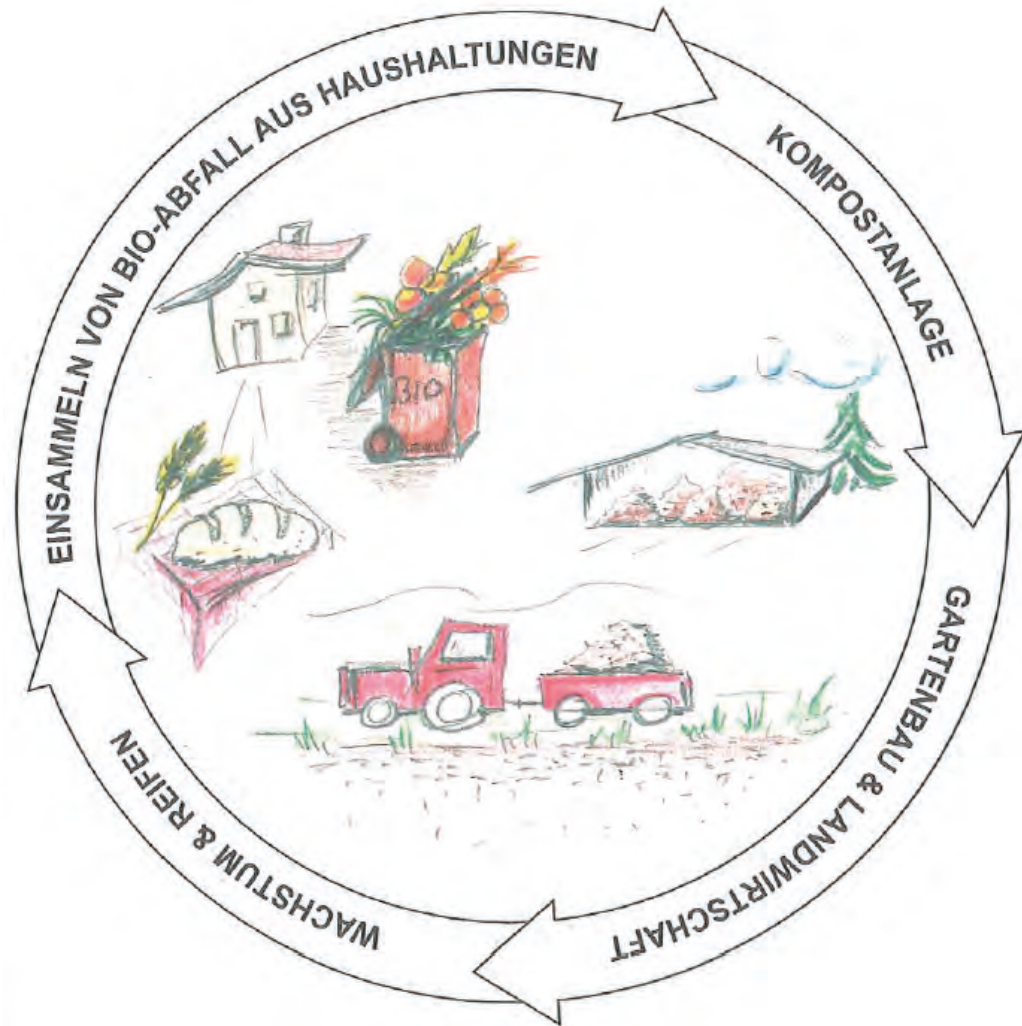 EINSAMMELN VON BIO-ABFALL AUS HAUSHALTUNGEN
KOMPOSTANLAGE
GARTENBAU & LANDWIRTSCHAFT
WACHSTUM & REIFEN
BIO